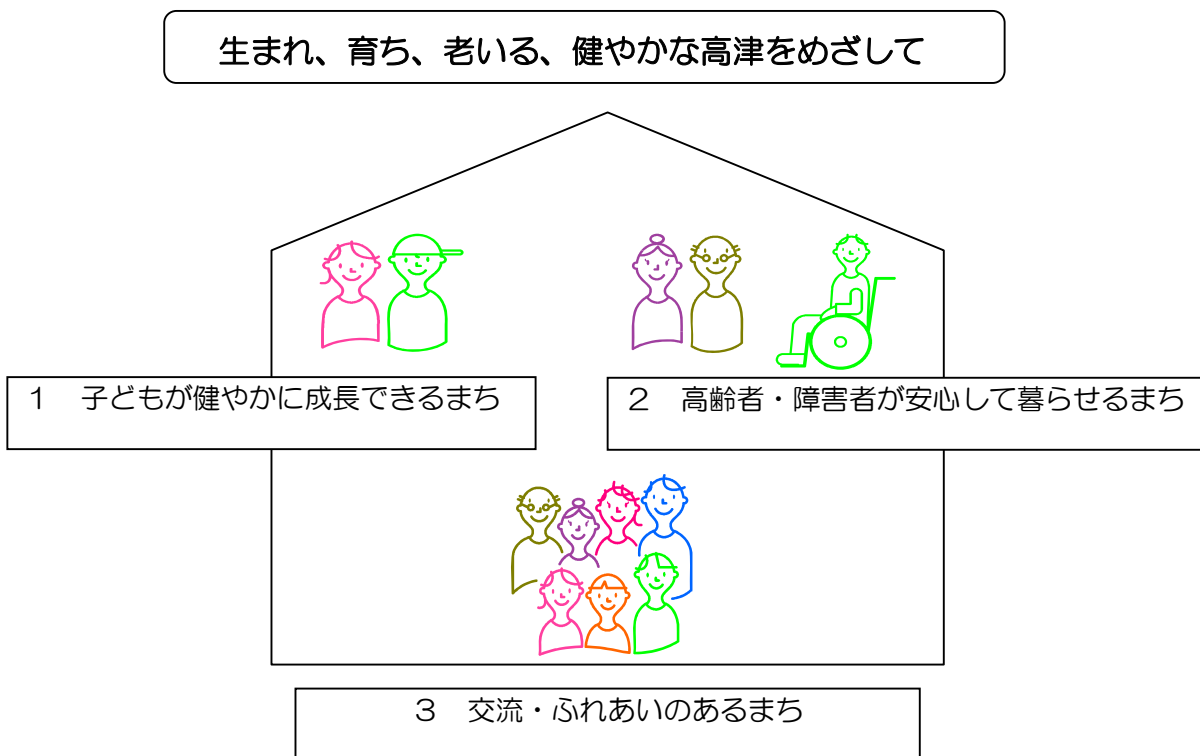 生まれ、育ち、老いる、健やかな高津をめざして
１　子どもが健やかに成長できるまち
２　高齢者・障害者が安心して暮らせるまち
３　交流・ふれあいのあるまち